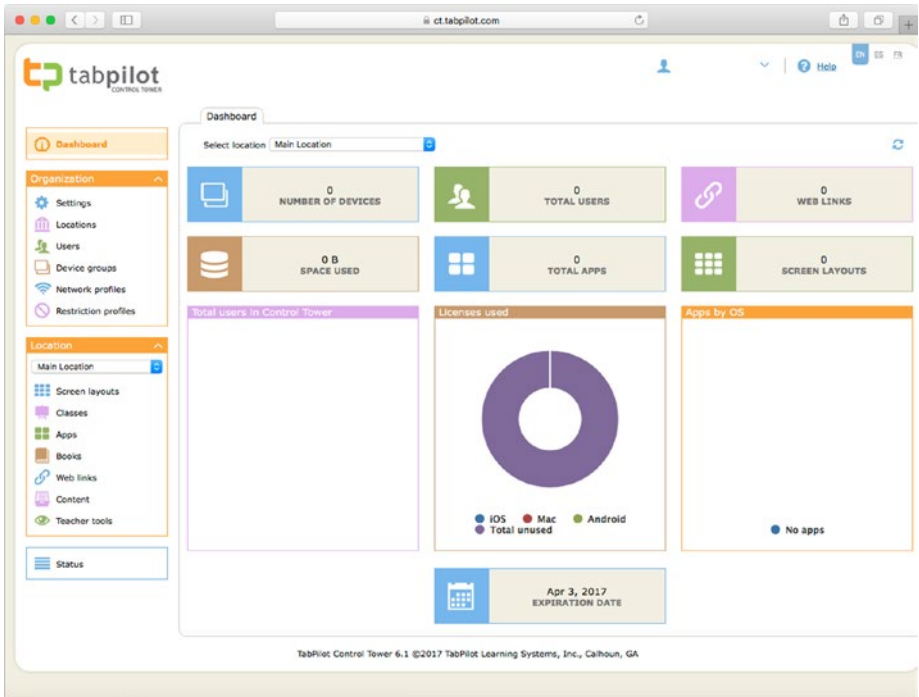 ct.tabpilot.com
tabpilot
CONTROL TOWER
Help
EN ES FR
Dashboard
Select location Main Location
Dashboard
Organization
Settings
Locations
Users
Device groups
Network profiles
Restriction profiles
Location
Main Location
Screen layouts
Classes
Apps
Books
Web links
Content
Teacher tools
Status
0
NUMBER OF DEVICES
0
TOTAL USERS
0
WEB LINKS
0 B
SPACE USED
0
TOTAL APPS
0
SCREEN LAYOUTS
Total users in Control Tower
Licenses used
iOS Mac Android
Total unused
Apps by OS
No apps
Apr 3, 2017
EXPIRATION DATE
TabPilot Control Tower 6.1 ©2017 TabPilot Learning Systems, Inc., Calhoun, GA